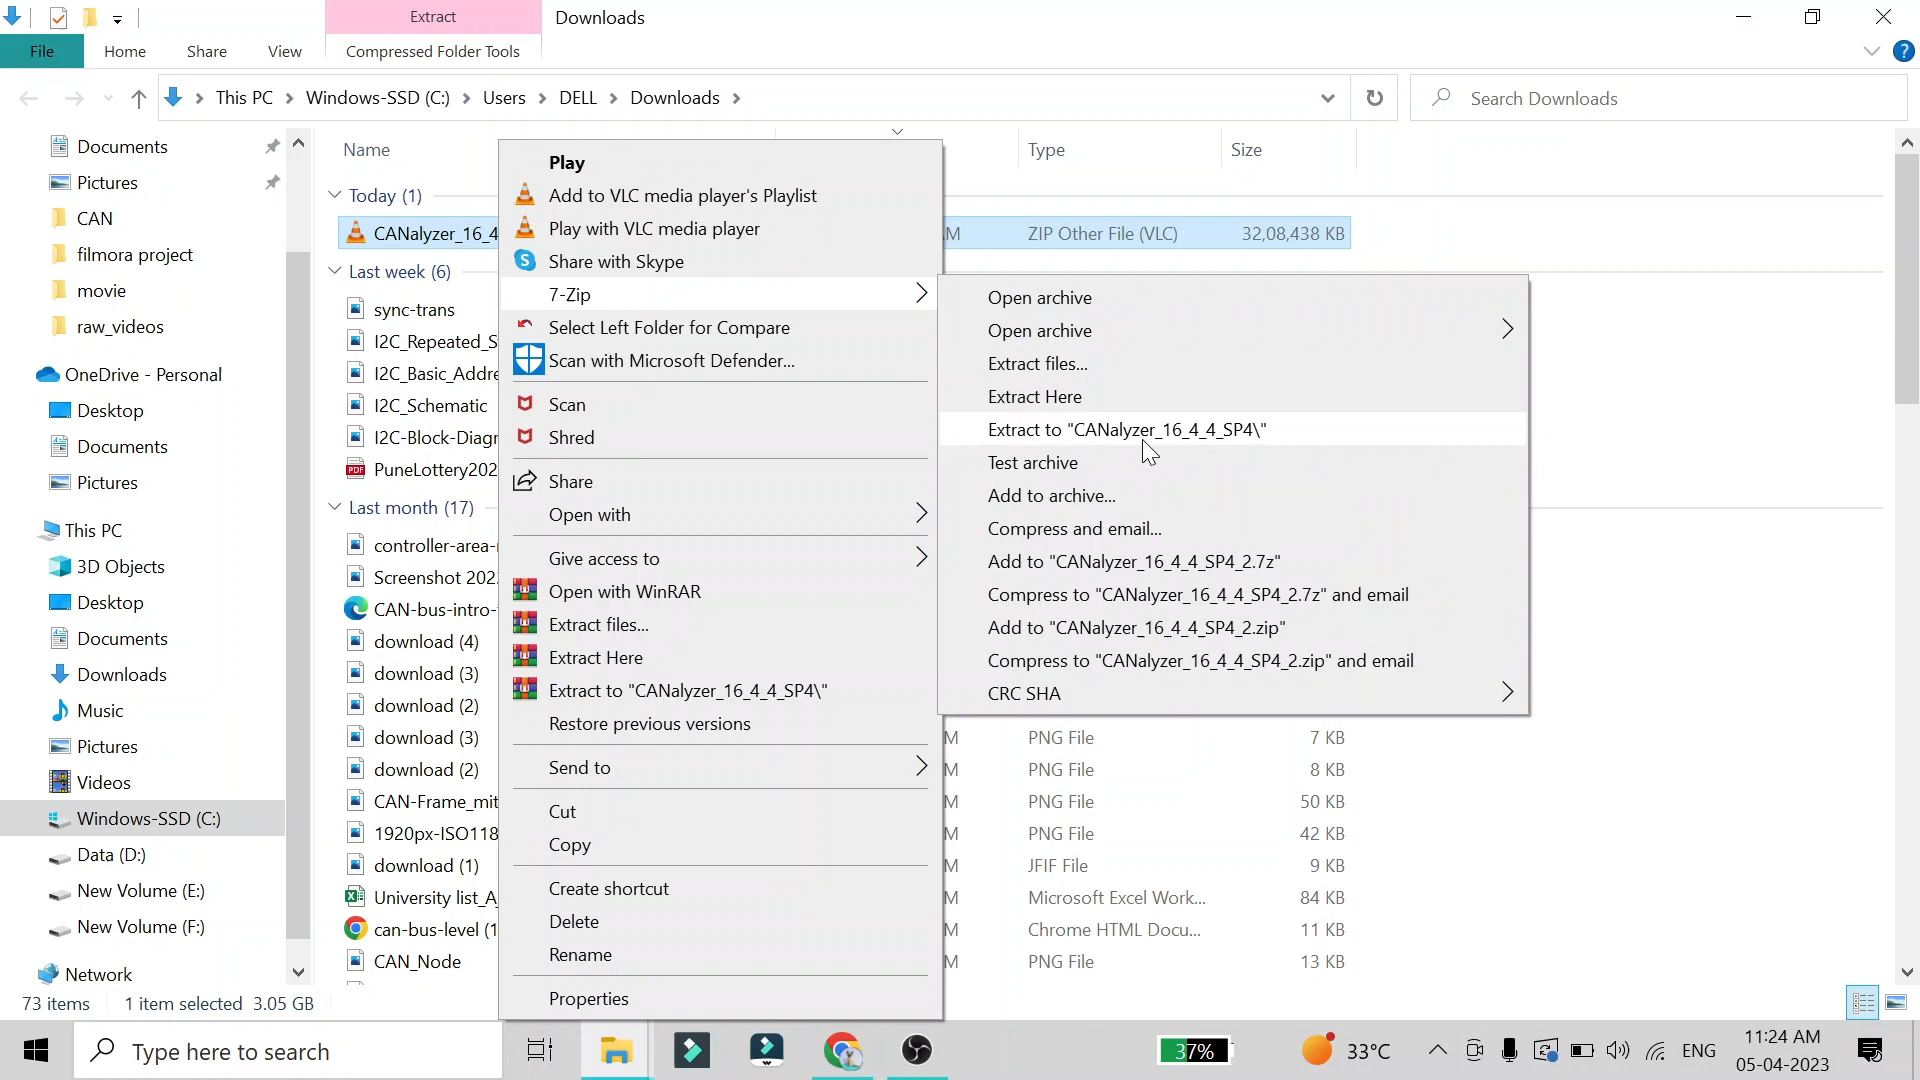 Extract
Downloads
File
Home
Share
View
Compressed Folder Tools
This PC
Windows-SSD (C:)
Users
DELL
Downloads
Search Downloads
Documents
Pictures
CAN
filmora project
movie
raw_videos
OneDrive - Personal
Desktop
Documents
Pictures
This PC
3D Objects
Desktop
Documents
Downloads
Music
Pictures
Videos
Windows-SSD (C:)
Data (D:)
New Volume (E:)
New Volume (F:)
Network
Name
Type
Size
Today (1)
CANalyzer_16_4
M
ZIP Other File (VLC)
32,08,438 KB
Last week (6)
sync-trans
I2C_Repeated_S
I2C_Basic_Addre
I2C_Schematic
I2C-Block-Diagr
PDF
PuneLottery202
Last month (17)
controller-area-
Screenshot 202
CAN-bus-intro-
download (4)
download (3)
download (2)
download (3)
M
PNG File
7 KB
download (2)
M
PNG File
8 KB
CAN-Frame_mit
M
PNG File
50 KB
1920px-ISO118
M
PNG File
42 KB
download (1)
M
JFIF File
9 KB
University list_A
M
Microsoft Excel Work...
84 KB
can-bus-level (1
M
Chrome HTML Docu...
11 KB
CAN_Node
M
PNG File
13 KB
Play
Add to VLC media player's Playlist
Play with VLC media player
Share with Skype
7-Zip
Select Left Folder for Compare
Scan with Microsoft Defender...
Scan
Shred
Share
Open with
Give access to
Open with WinRAR
Extract files...
Extract Here
Extract to "CANalyzer_16_4_4_SP4\"
Restore previous versions
Send to
Cut
Copy
Create shortcut
Delete
Rename
Properties
Open archive
Open archive
Extract files...
Extract Here
Extract to "CANalyzer_16_4_4_SP4\"
Test archive
Add to archive...
Compress and email...
Add to "CANalyzer_16_4_4_SP4_2.7z"
Compress to "CANalyzer_16_4_4_SP4_2.7z" and email
Add to "CANalyzer_16_4_4_SP4_2.zip"
Compress to "CANalyzer_16_4_4_SP4_2.zip" and email
CRC SHA
73 items
1 item selected 3.05 GB
Type here to search
37%
33°C
ENG
11:24 AM
05-04-2023